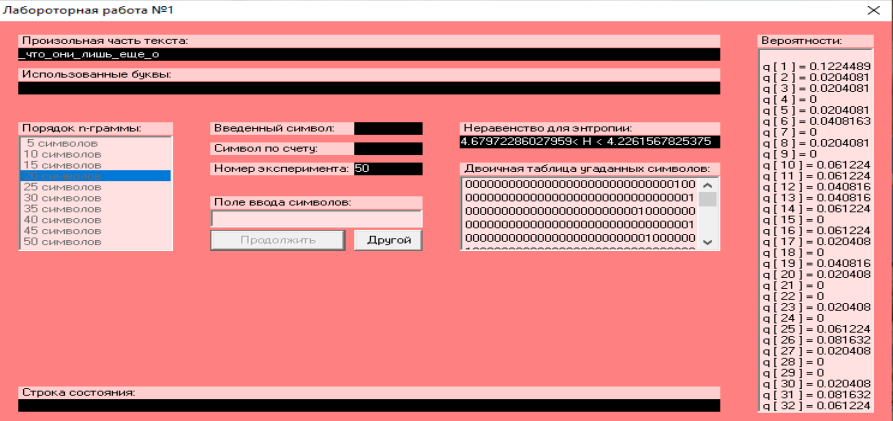 Лабороторная работа №1
Произвольная часть текста:
_что_они_лишь_еще_о
Использованные буквы:
Порядок n-граммы:
5 символов
10 символов
15 символов
20 символов
25 символов
30 символов
35 символов
40 символов
45 символов
50 символов
Введенный символ:
Символ по счету:
Номер эксперимента: 50
Поле ввода символов:
Продолжить
Другой
Неравенство для энтропии:
4.67972286027959< H < 4.2261567825375
Двоичная таблица угаданных символов:
00000000000000000000000000000100
00000000000000000000000000000001
00000000000000000000000010000000
00000000000000000000000000000001
00000000000000000000000001000000
Строка состояния:
Вероятности:
q [ 1 ] = 0.1224489
q [ 2 ] = 0.0204081
q [ 3 ] = 0.0204081
q [ 4 ] = 0
q [ 5 ] = 0.0204081
q [ 6 ] = 0.0408163
q [ 7 ] = 0
q [ 8 ] = 0.0204081
q [ 9 ] = 0
q [ 10 ] = 0.061224
q [ 11 ] = 0.061224
q [ 12 ] = 0.040816
q [ 13 ] = 0.040816
q [ 14 ] = 0.061224
q [ 15 ] = 0
q [ 16 ] = 0.061224
q [ 17 ] = 0.020408
q [ 18 ] = 0
q [ 19 ] = 0.040816
q [ 20 ] = 0.020408
q [ 21 ] = 0
q [ 22 ] = 0
q [ 23 ] = 0.020408
q [ 24 ] = 0
q [ 25 ] = 0.061224
q [ 26 ] = 0.081632
q [ 27 ] = 0.020408
q [ 28 ] = 0
q [ 29 ] = 0
q [ 30 ] = 0.020408
q [ 31 ] = 0.081632
q [ 32 ] = 0.061224